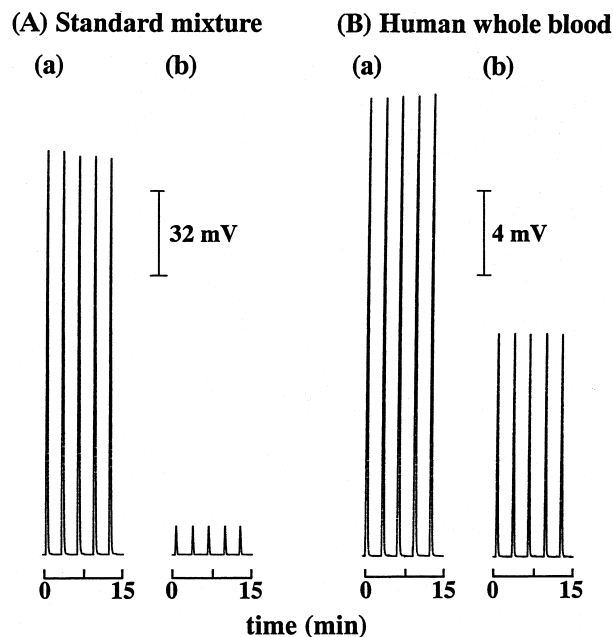 (A) Standard mixture
(B) Human whole blood
(a)
(b)
(a)
(b)
32 mV
4 mV
0
15
0
15
0
15
0
15
time (min)